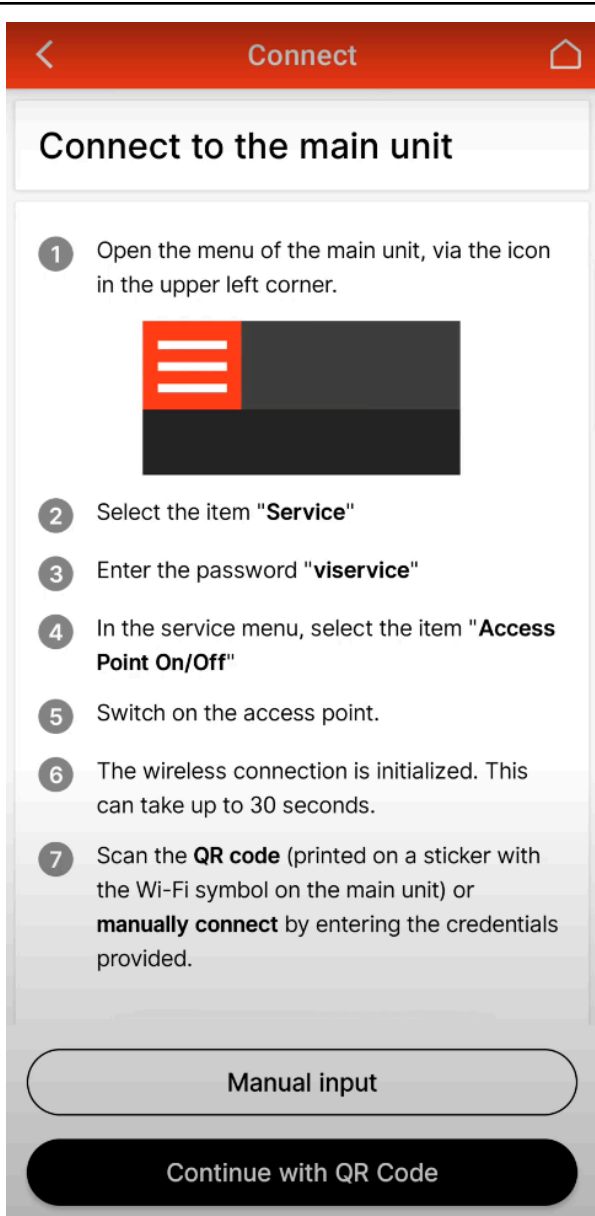 Connect
Connect to the main unit
1 Open the menu of the main unit, via the icon
in the upper left corner.
2 Select the item "Service"
3 Enter the password "viservice"
4 In the service menu, select the item "Access
Point On/Off"
5 Switch on the access point.
6 The wireless connection is initialized. This
can take up to 30 seconds.
7 Scan the QR code (printed on a sticker with
the Wi-Fi symbol on the main unit) or
manually connect by entering the credentials
provided.
Manual input
Continue with QR Code